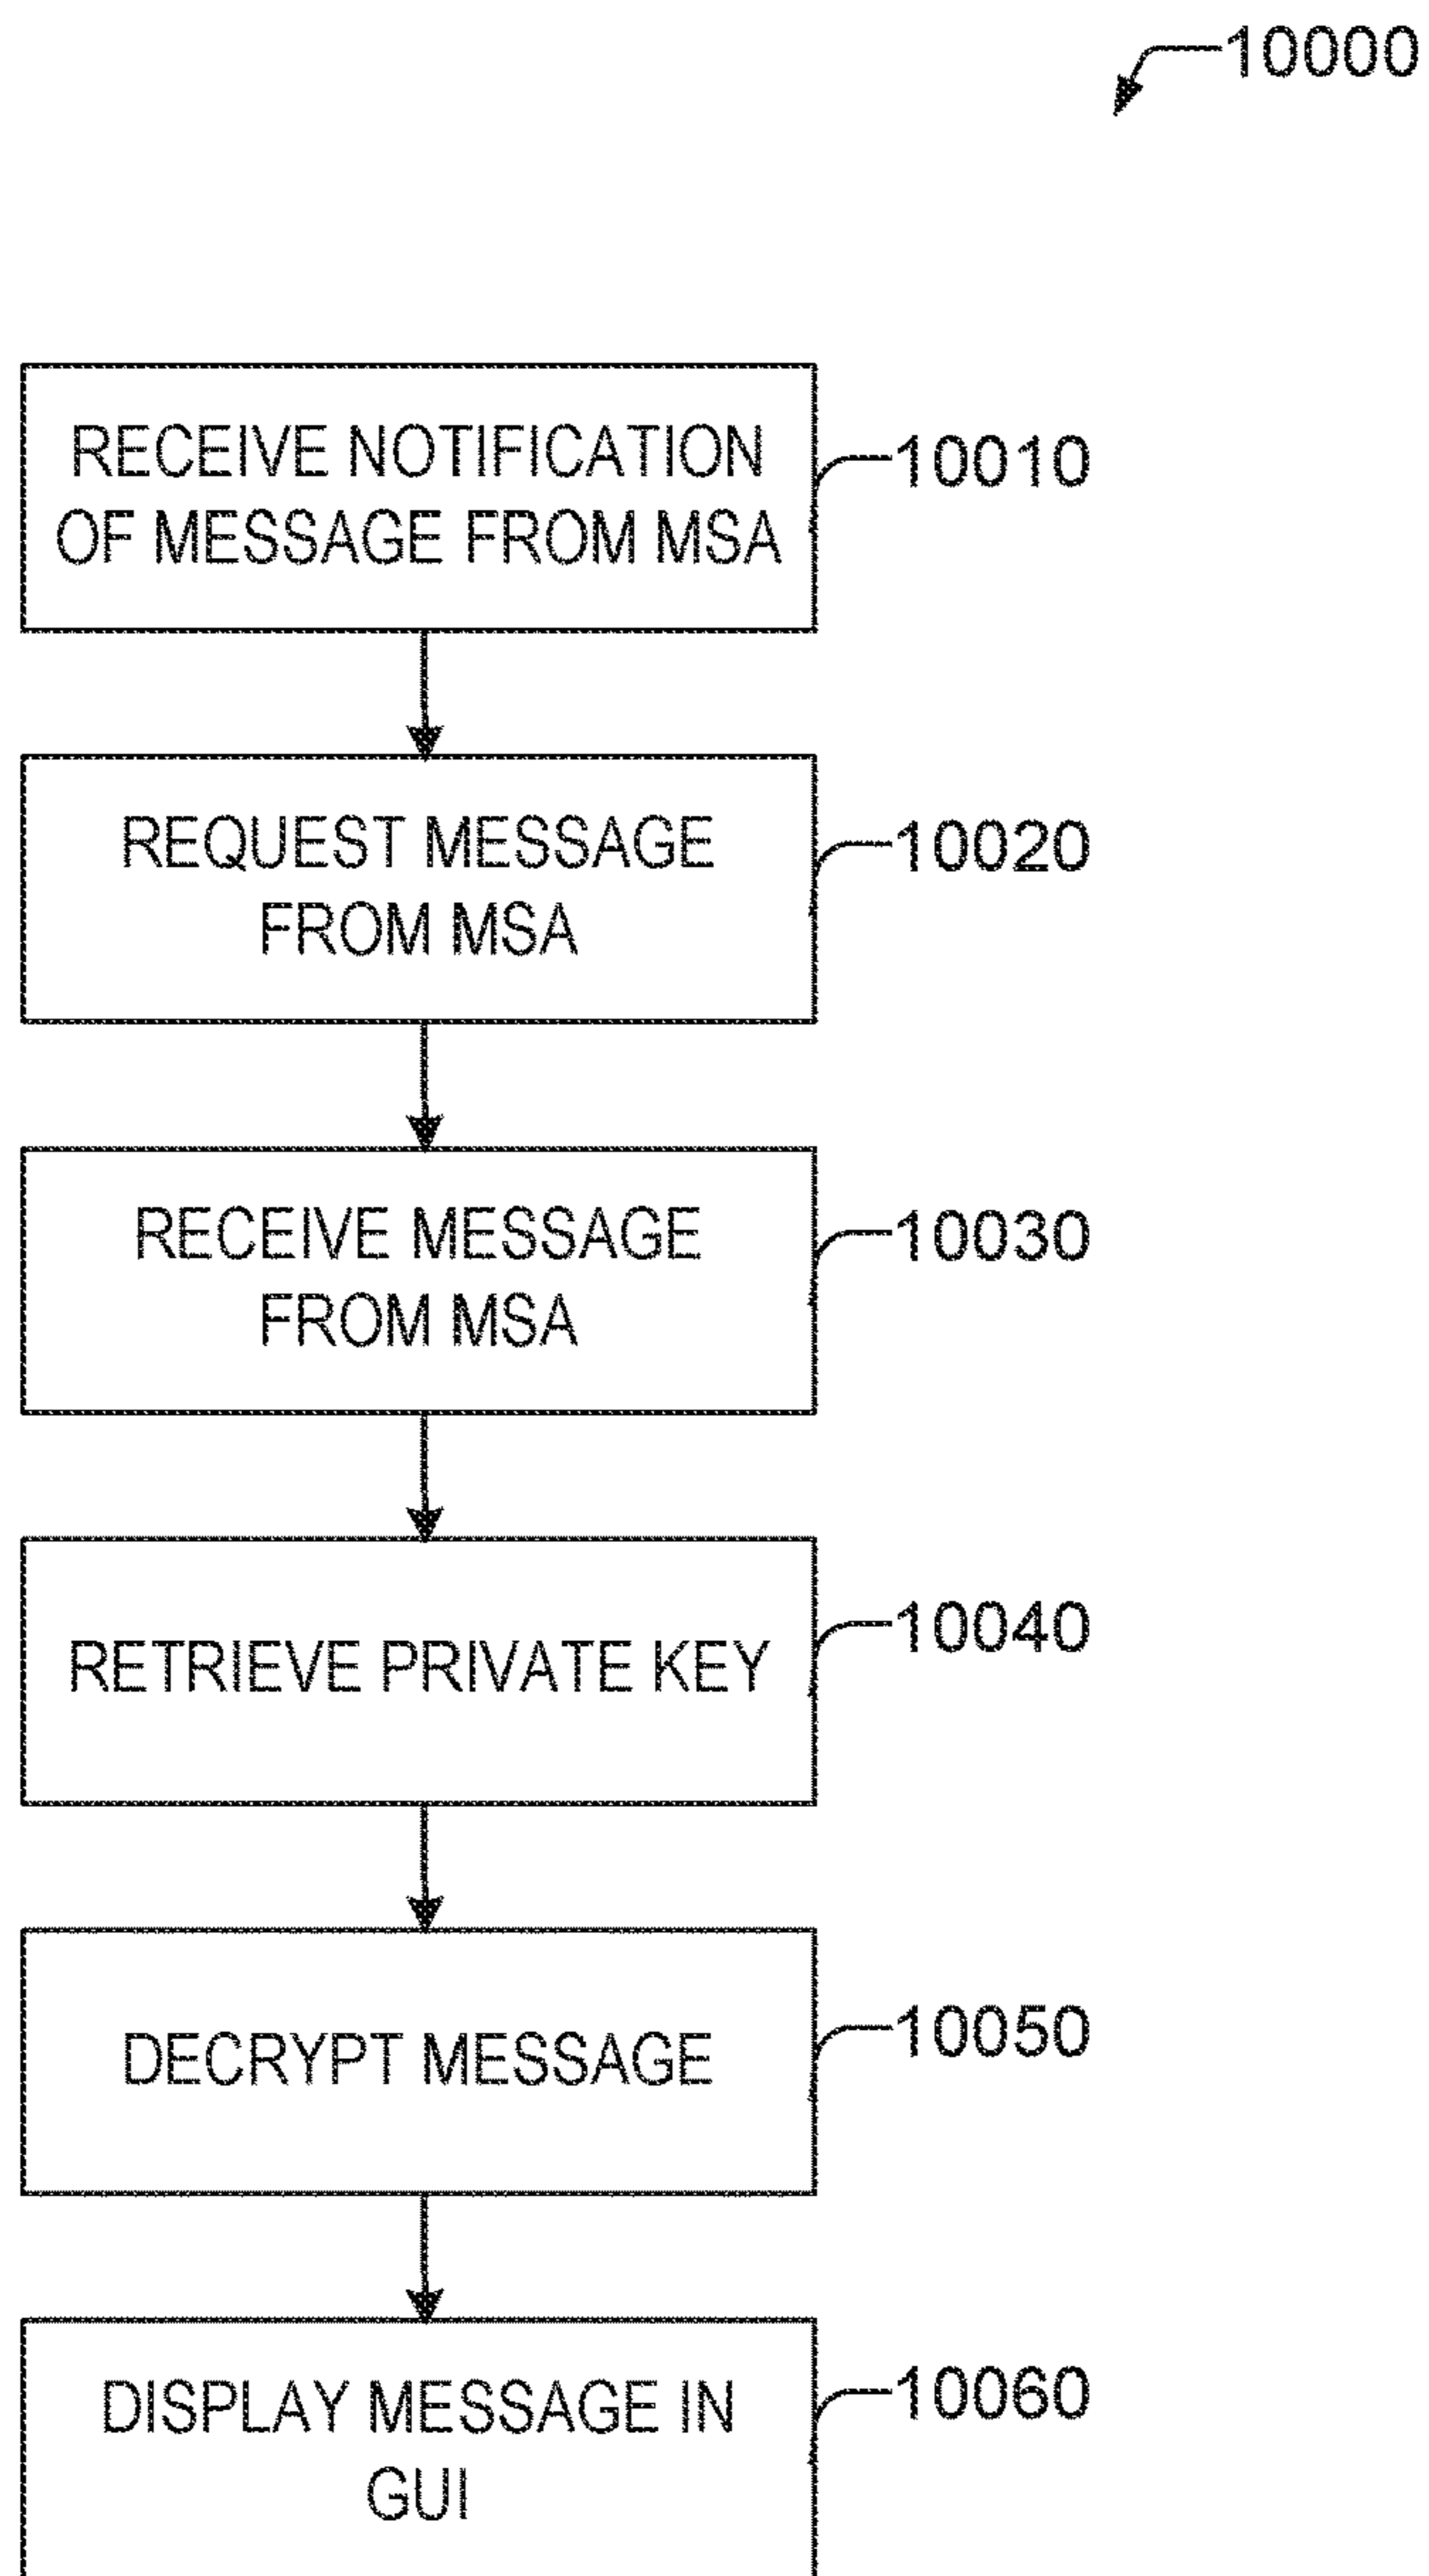 10000
RECEIVE NOTIFICATION
OF MESSAGE FROM MSA
10010
REQUEST MESSAGE
FROM MSA
10020
RECEIVE MESSAGE
FROM MSA
10030
RETRIEVE PRIVATE KEY
10040
DECRYPT MESSAGE
10050
DISPLAY MESSAGE IN
GUI
10060